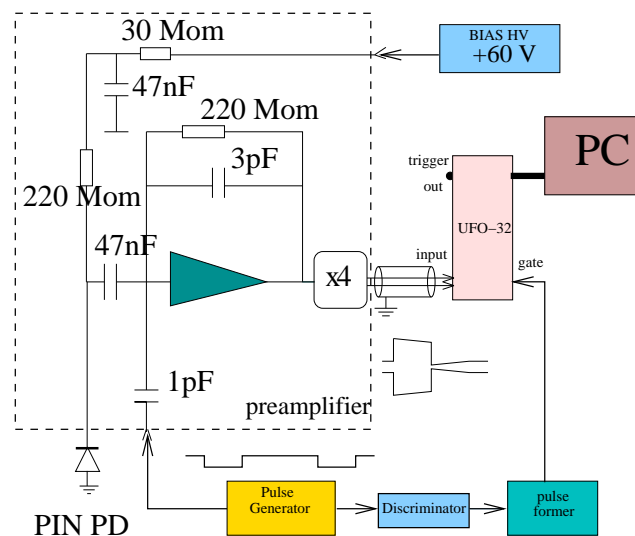 30 Mom
BIAS HV
+60 V
47nF
220 Mom
3pF
trigger
out
PC
220 Mom
UFO-32
47nF
input
gate
x4
1pF
preamplifier
Pulse
Generator
Discriminator
pulse
former
PIN PD